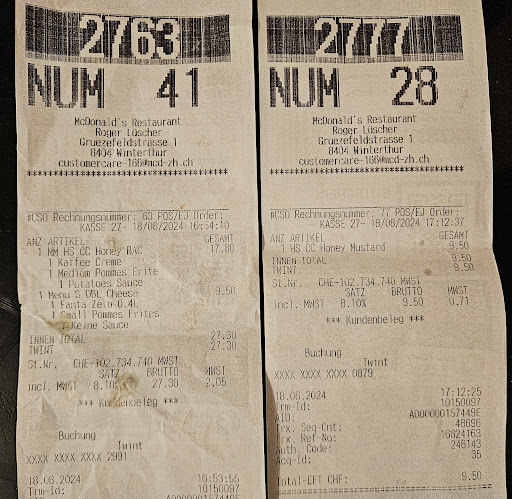 2763
NUM 41
McDonald's Restaurant
Roger Lüscher
Gruezefeldstrasse 1
8404 Winterthur
customercare-166@mcd-zh.ch
****************************************
#CSO Rechnungsnummer: 63 POS/EJ Order:
KASSE 27- 18/08/2024 16:54:10
ANZ ARTIKEL GESAMT
1 MM HS CC Honey BAC 17.80
1 Kaffee Creme
1 Medium Pommes Frite
1 Potatoes Sauce
1 Menu S DBL Cheese 9.50
1 Fanta Zero 0.4L
1 Small Pommes Frites
1 Keine Sauce
INNEN TOTAL 27.30
TWINT 27.30
St.Nr. CHE-102.734.740 MWST
SATZ BRUTTO MWST
incl. MWST 8.10% 27.30 2.05
*** Kundenbeleg ***
Buchung
Twint
XXXX XXXX XXXX 2991
18.08.2024 16:53:55
Trm-Id: 10150097
A000000157449E
2777
NUM 28
McDonald's Restaurant
Roger Lüscher
Gruezefeldstrasse 1
8404 Winterthur
customercare-166@mcd-zh.ch
****************************************
#CSO Rechnungsnummer: 77 POS/EJ Order:
KASSE 27- 18/08/2024 17:12:37
ANZ ARTIKEL GESAMT
1 HS CC Honey Mustard 9.50
INNEN TOTAL 9.50
TWINT 9.50
St.Nr. CHE-102.734.740 MWST
SATZ BRUTTO MWST
incl. MWST 8.10% 9.50 0.71
*** Kundenbeleg ***
Buchung
Twint
XXXX XXXX XXXX 0879
18.08.2024 17:12:25
Trm-Id: 10150097
AID: A000000157449E
Trx. Seq-Cnt: 48696
Trx. Ref-No: 16824163
Auth. Code: 246143
Acq-Id: 35
Total-EFT CHF: 9.50